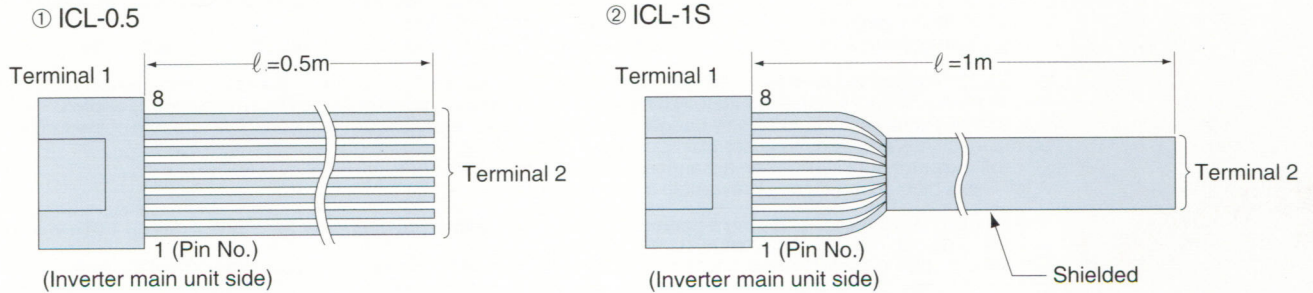 ① ICL-0.5
Terminal 1
ℓ=0.5m
8
Terminal 2
1 (Pin No.)
(Inverter main unit side)
② ICL-1S
Terminal 1
ℓ=1m
8
Terminal 2
1 (Pin No.)
(Inverter main unit side)
Shielded